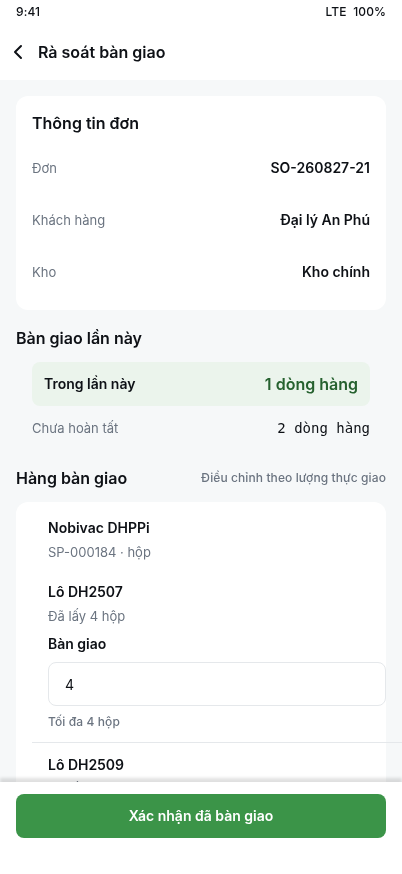 9:41 LTE 100%
Rà soát bàn giao
Thông tin đơn
Đơn SO-260827-21
Khách hàng Đại lý An Phú
Kho Kho chính
Bàn giao lần này
Trong lần này 1 dòng hàng
Chưa hoàn tất 2 dòng hàng
Hàng bàn giao Điều chỉnh theo lượng thực giao
Nobivac DHPPi
SP-000184 · hộp
Lô DH2507
Đã lấy 4 hộp
Bàn giao
4
Tối đa 4 hộp
Lô DH2509
Xác nhận đã bàn giao